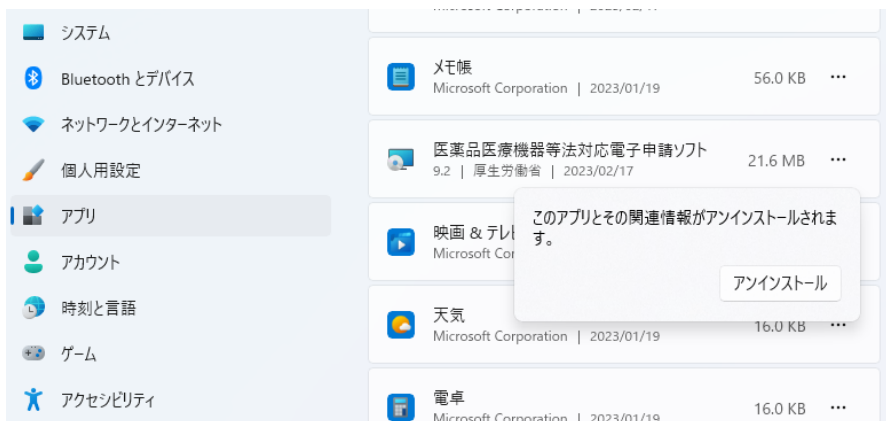 システム
Bluetooth とデバイス
ネットワークとインターネット
個人用設定
アプリ
アカウント
時刻と言語
ゲーム
アクセシビリティ
Microsoft Corporation | 2023/02/17
メモ帳
Microsoft Corporation | 2023/01/19
56.0 KB
医薬品医療機器等法対応電子申請ソフト
9.2 | 厚生労働省 | 2023/02/17
21.6 MB
このアプリとその関連情報がアンインストールされま
す。
アンインストール
映画 & テレビ
Microsoft Cor
天気
Microsoft Corporation | 2023/01/19
16.0 KB
電卓
Microsoft Corporation | 2023/01/19
16.0 KB